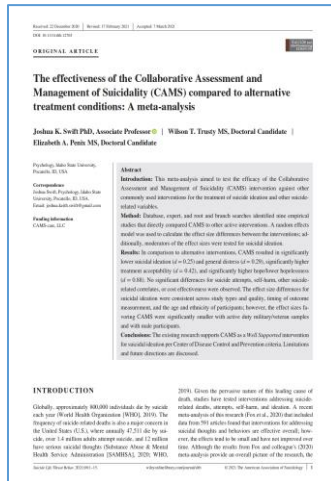 Received: 22 December 2020 | Revised: 17 February 2021 | Accepted: 7 March 2021
ORIGINAL ARTICLE
The effectiveness of the Collaborative Assessment and
Management of Suicidality (CAMS) compared to alternative
treatment conditions: A meta-analysis
Joshua K. Swift PhD, Associate Professor | Wilson T. Trusty MS, Doctoral Candidate |
Elizabeth A. Penix MS, Doctoral Candidate
Psychology, Idaho State University,
Pocatello, ID, USA
Correspondence
Joshua Swift, Psychology, Idaho State
University, Pocatello, ID, USA.
Email: joshua.keith.swift@gmail.com
Funding information
CAMS-care, LLC
Abstract
Introduction: This meta-analysis aimed to test the efficacy of the Collaborative
Assessment and Management of Suicidality (CAMS) intervention against other
commonly used interventions for the treatment of suicide ideation and other suicide-
related variables.
Method: Database, expert, and root and branch searches identified nine empirical
studies that directly compared CAMS to other active interventions. A random effects
model was used to calculate the effect size differences between the interventions; ad-
ditionally, moderators of the effect sizes were tested for suicidal ideation.
Results: In comparison to alternative interventions, CAMS resulted in significantly
lower suicidal ideation (d = 0.25) and general distress (d = 0.29), significantly higher
treatment acceptability (d = 0.42), and significantly higher hope/lower hopelessness
(d = 0.88). No significant differences for suicide attempts, self-harm, other suicide-
related correlates, or cost effectiveness were observed. The effect size differences for
suicidal ideation were consistent across study types and quality, timing of outcome
measurement, and the age and ethnicity of participants; however, the effect sizes fa-
voring CAMS were significantly smaller with active duty military/veteran samples
and with male participants.
Conclusions: The existing research supports CAMS as a Well Supported intervention
for suicidal ideation per Center of Disease Control and Prevention criteria. Limitations
and future directions are discussed.
INTRODUCTION
Globally, approximately 800,000 individuals die by suicide
each year (World Health Organization [WHO], 2019). The
frequency of suicide-related deaths is also a major concern in
the United States (U.S.), where annually 47,511 die by sui-
cide, over 1.4 million adults attempt suicide, and 12 million
have serious suicidal thoughts (Substance Abuse & Mental
Health Service Administration [SAMHSA], 2020; WHO,
2019). Given the pervasive nature of this leading cause of
death, studies have tested interventions addressing suicide-
related deaths, attempts, self-harm, and ideation. A recent
meta-analysis of this research (Fox et al., 2020) that included
data from 591 articles found that interventions for addressing
suicidal thoughts and behaviors are effective overall; how-
ever, the effects tend to be small and have not improved over
time. Although the results from Fox and colleague's (2020)
meta-analysis provide an overall picture of the research, the
© 2021 The American Association of Suicidology | 1